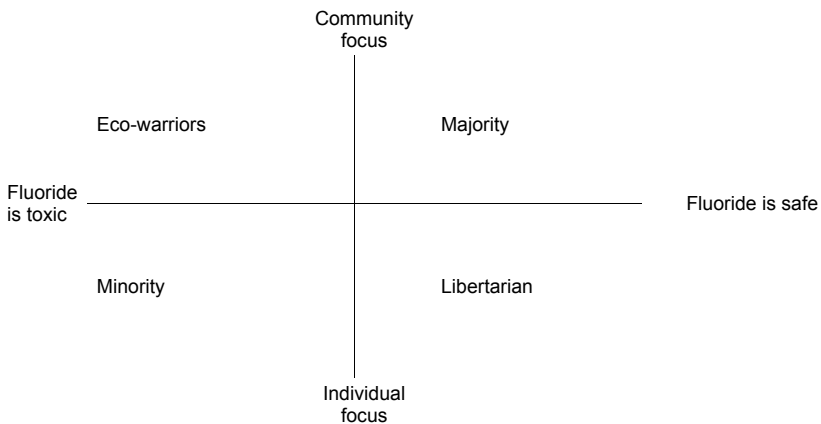 Community
focus
Eco-warriors
Majority
Fluoride
is toxic
Fluoride is safe
Minority
Libertarian
Individual
focus